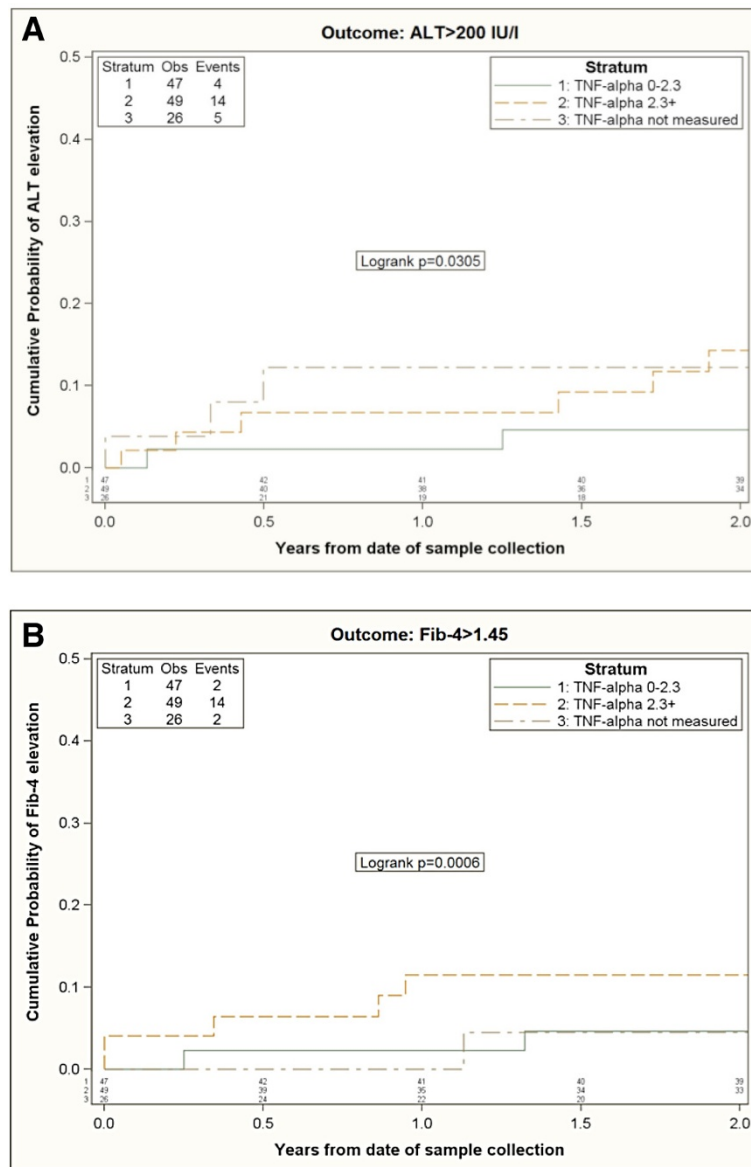 A
Outcome: ALT>200 IU/l
Stratum Obs Events
1 47 4
2 49 14
3 26 5
Stratum
1: TNF-alpha 0-2.3
2: TNF-alpha 2.3+
3: TNF-alpha not measured
Logrank p=0.0305
Cumulative Probability of ALT elevation
0.5
0.4
0.3
0.2
0.1
0.0
1 47 42 41 40 39
2 49 40 38 36 34
3 26 21 19 18
0.0 0.5 1.0 1.5 2.0
Years from date of sample collection
B
Outcome: Fib-4>1.45
Stratum Obs Events
1 47 2
2 49 14
3 26 2
Stratum
1: TNF-alpha 0-2.3
2: TNF-alpha 2.3+
3: TNF-alpha not measured
Logrank p=0.0006
Cumulative Probability of Fib-4 elevation
0.5
0.4
0.3
0.2
0.1
0.0
1 47 42 41 40 39
2 49 39 35 34 33
3 26 24 22 20
0.0 0.5 1.0 1.5 2.0
Years from date of sample collection